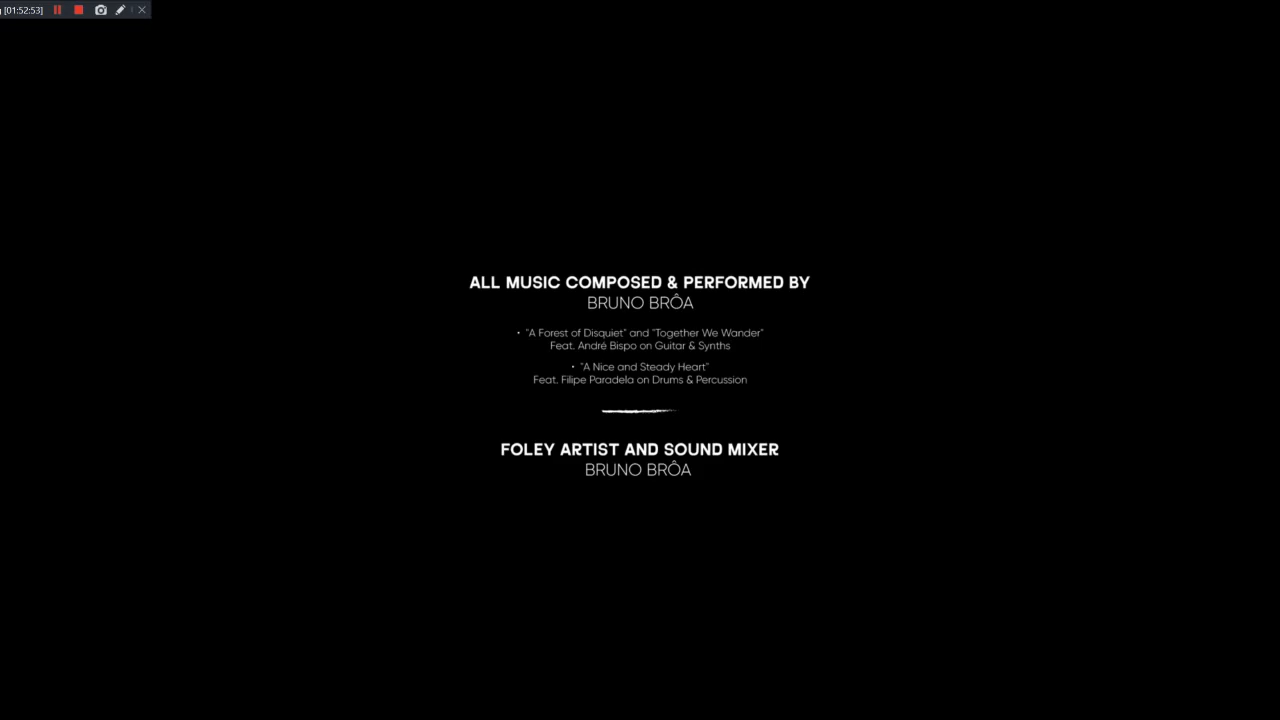 [01:52:53]
ALL MUSIC COMPOSED & PERFORMED BY
BRUNO BRÔA
• "A Forest of Disquiet" and "Together We Wander"
Feat. André Bispo on Guitar & Synths
• "A Nice and Steady Heart"
Feat. Filipe Paradela on Drums & Percussion
FOLEY ARTIST AND SOUND MIXER
BRUNO BRÔA